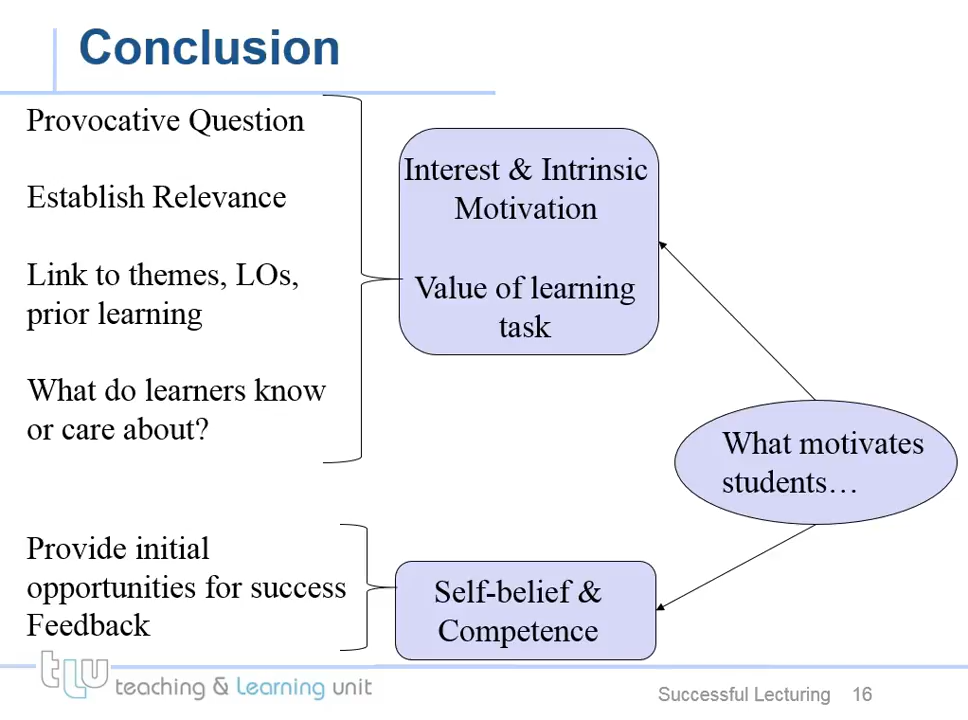 Conclusion
Provocative Question
Establish Relevance
Link to themes, LOs,
prior learning
What do learners know
or care about?
Provide initial
opportunities for success
Feedback
Interest & Intrinsic
Motivation
Value of learning
task
Self-belief &
Competence
What motivates
students…
tlu teaching & learning unit
Successful Lecturing 16